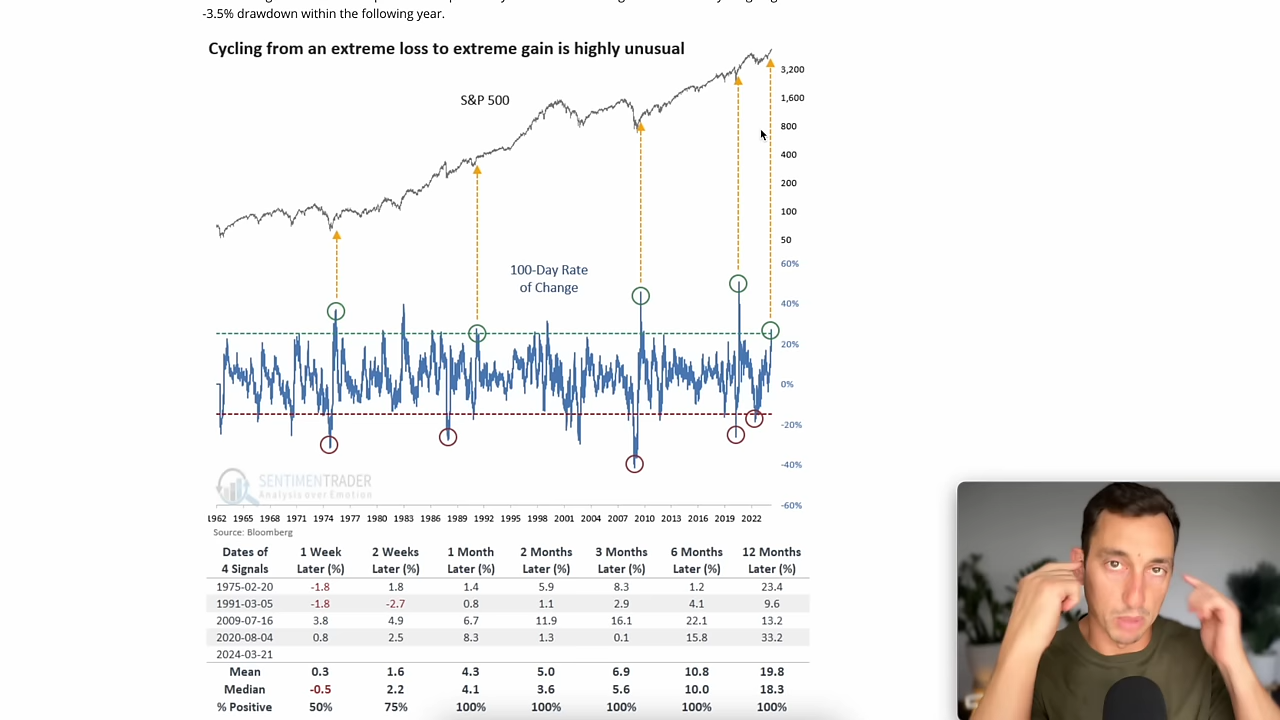 -3.5% drawdown within the following year.
Cycling from an extreme loss to extreme gain is highly unusual
3,200
S&P 500
1,600
800
400
200
100
50
60%
100-Day Rate
of Change
40%
20%
0%
-20%
-40%
SENTIMENTRADER
Analysis over Emotion
-60%
1962 1965 1968 1971 1974 1977 1980 1983 1986 1989 1992 1995 1998 2001 2004 2007 2010 2013 2016 2019 2022
Source: Bloomberg
Dates of 1 Week 2 Weeks 1 Month 2 Months 3 Months 6 Months 12 Months
4 Signals Later (%) Later (%) Later (%) Later (%) Later (%) Later (%) Later (%)
1975-02-20 -1.8 1.8 1.4 5.9 8.3 1.2 23.4
1991-03-05 -1.8 -2.7 0.8 1.1 2.9 4.1 9.6
2009-07-16 3.8 4.9 6.7 11.9 16.1 22.1 13.2
2020-08-04 0.8 2.5 8.3 1.3 0.1 15.8 33.2
2024-03-21
Mean 0.3 1.6 4.3 5.0 6.9 10.8 19.8
Median -0.5 2.2 4.1 3.6 5.6 10.0 18.3
% Positive 50% 75% 100% 100% 100% 100% 100%